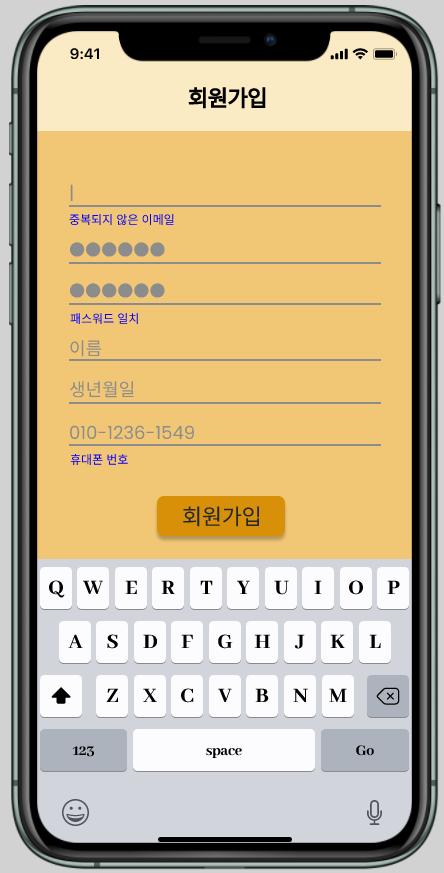 9:41
회원가입
중복되지 않은 이메일
패스워드 일치
이름
생년월일
010-1236-1549
휴대폰 번호
회원가입
Q W E R T Y U I O P
A S D F G H J K L
Z X C V B N M
123 space Go